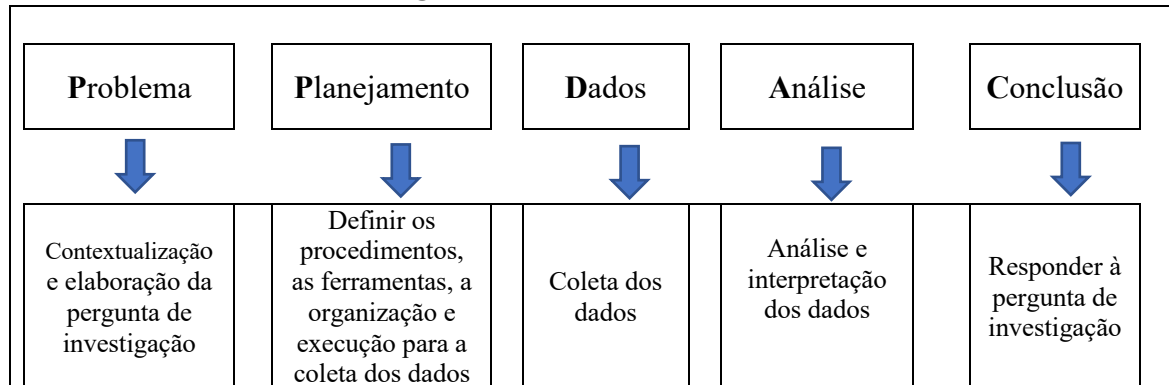 Problema
Planejamento
Dados
Análise
Conclusão
Contextualização
e elaboração da
pergunta de
investigação
Definir os
procedimentos,
as ferramentas, a
organização e
execução para a
coleta dos dados
Coleta dos
dados
Análise e
interpretação
dos dados
Responder à
pergunta de
investigação